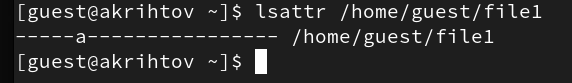 [guest@akrihtov ~]$ lsattr /home/guest/file1
-----a---------------- /home/guest/file1
[guest@akrihtov ~]$